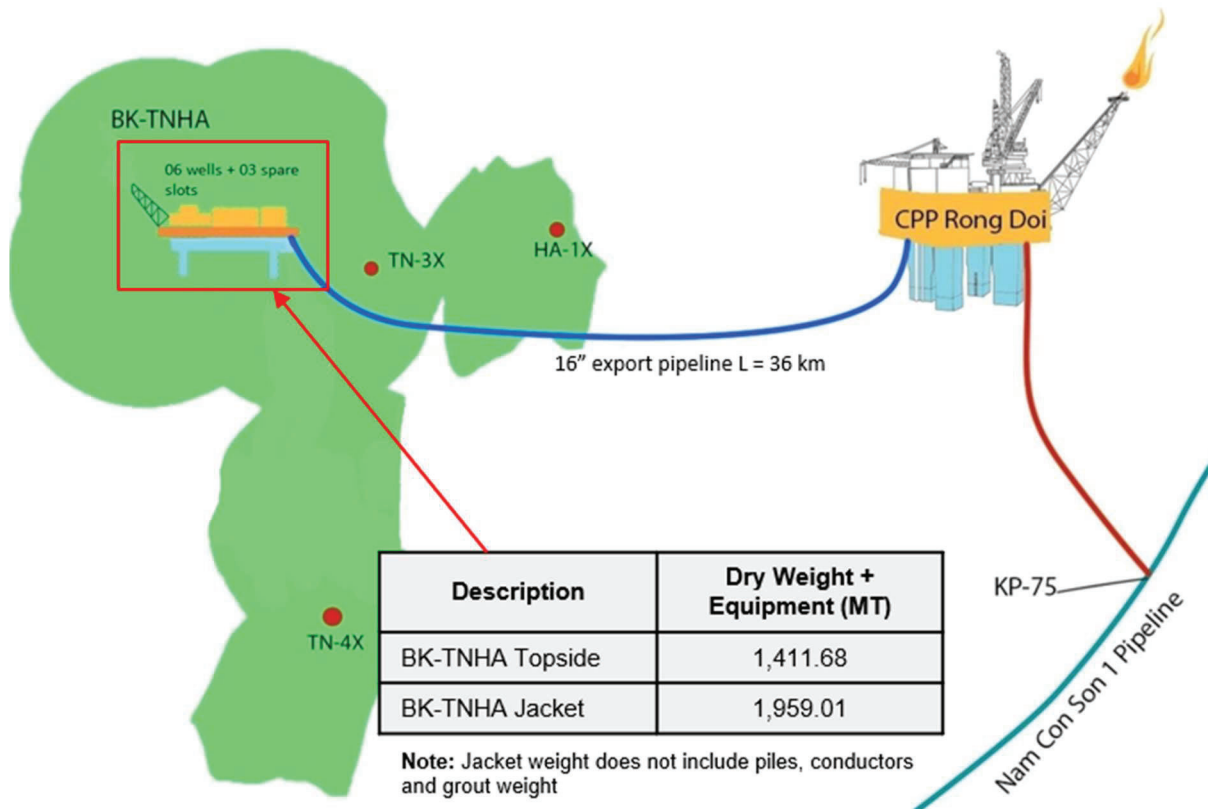 BK-TNHA
06 wells + 03 spare
slots
TN-3X
HA-1X
CPP Rong Doi
16” export pipeline L = 36 km
KP-75
Nam Con Son 1 Pipeline
TN-4X
Description
Dry Weight +
Equipment (MT)
BK-TNHA Topside
1,411.68
BK-TNHA Jacket
1,959.01
Note: Jacket weight does not include piles, conductors
and grout weight